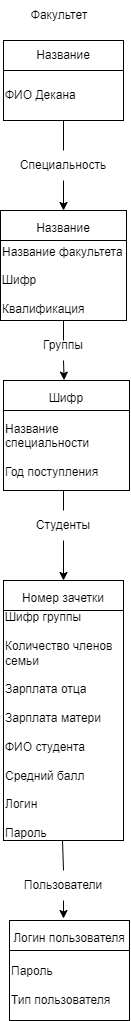 Факультет
Название
ФИО Декана
Специальность
Название
Название факультета
Шифр
Квалификация
Группы
Шифр
Название
специальности
Год поступления
Студенты
Номер зачетки
Шифр группы
Количество членов
семьи
Зарплата отца
Зарплата матери
ФИО студента
Средний балл
Логин
Пароль
Пользователи
Логин пользователя
Пароль
Тип пользователя